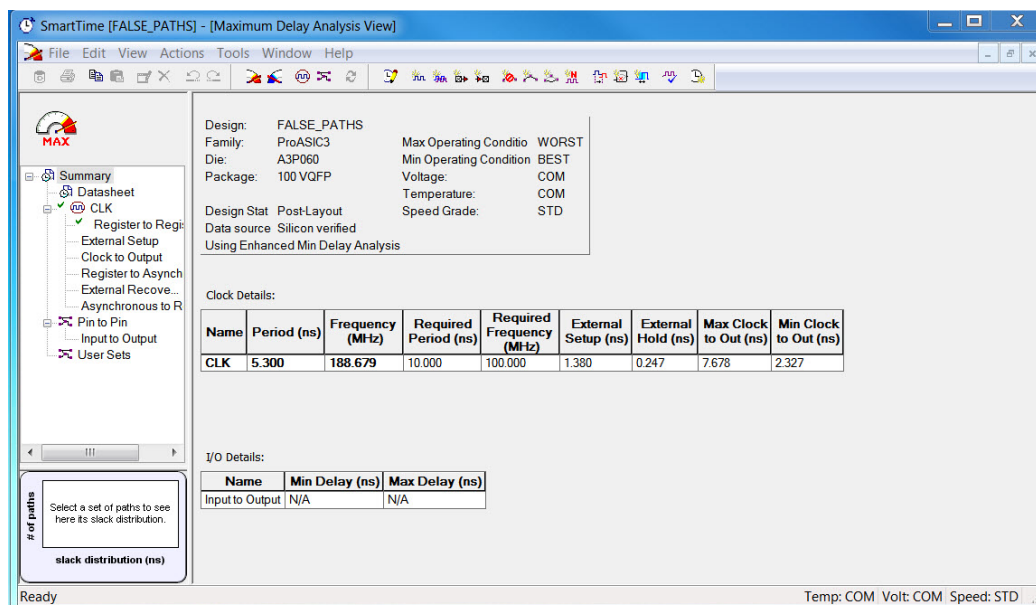 SmartTime [FALSE_PATHS] - [Maximum Delay Analysis View]
File Edit View Actions Tools Window Help
MAX
Summary
Datasheet
CLK
Register to Regis
External Setup
Clock to Output
Register to Asynch
External Recove...
Asynchronous to R
Pin to Pin
Input to Output
User Sets
# of paths
Select a set of paths to see
here its slack distribution.
slack distribution (ns)
Design: FALSE_PATHS
Family: ProASIC3 Max Operating Conditio WORST
Die: A3P060 Min Operating Condition BEST
Package: 100 VQFP Voltage: COM
Temperature: COM
Design Stat Post-Layout Speed Grade: STD
Data source Silicon verified
Using Enhanced Min Delay Analysis
Clock Details:
Name Period (ns) Frequency (MHz) Required Period (ns) Required Frequency (MHz) External Setup (ns) External Hold (ns) Max Clock to Out (ns) Min Clock to Out (ns)
CLK 5.300 188.679 10.000 100.000 1.380 0.247 7.678 2.327
I/O Details:
Name Min Delay (ns) Max Delay (ns)
Input to Output N/A N/A
Ready Temp: COM Volt: COM Speed: STD